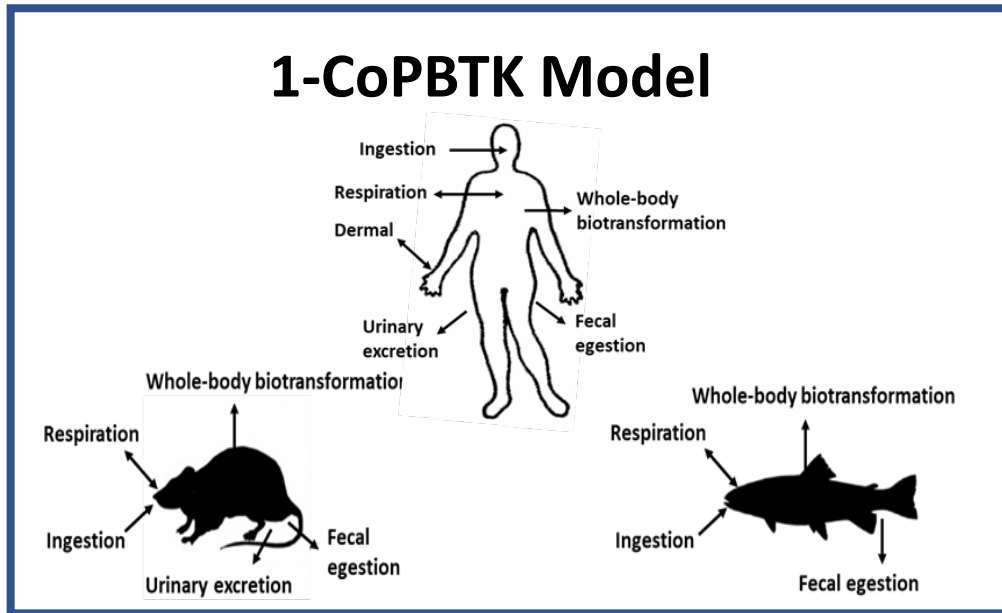 1-CoPBTK Model
Ingestion
Respiration
Dermal
Whole-body
biotransformation
Urinary
excretion
Fecal
egestion
Whole-body biotransformation
Respiration
Ingestion
Fecal
egestion
Urinary excretion
Whole-body biotransformation
Respiration
Ingestion
Fecal egestion